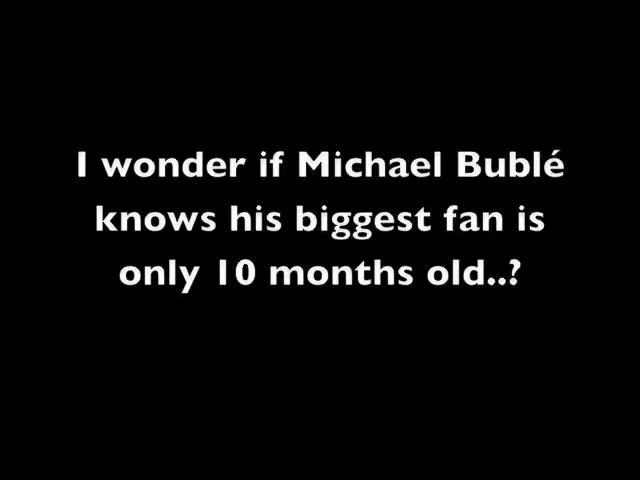 I wonder if Michael Bublé
knows his biggest fan is
only 10 months old..?